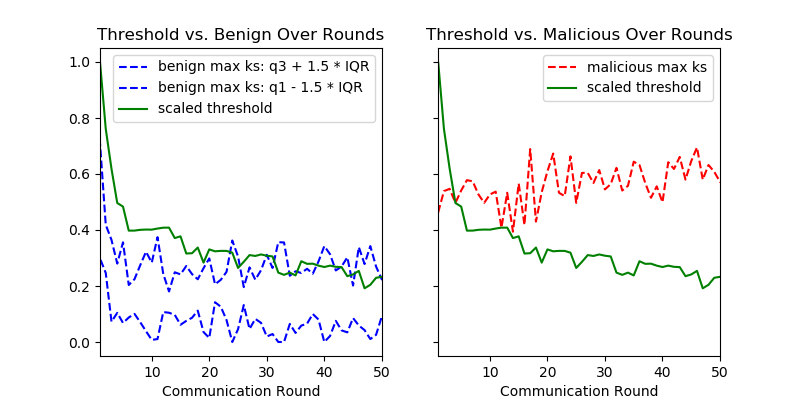 Threshold vs. Benign Over Rounds
benign max ks: q3 + 1.5 * IQR
benign max ks: q1 - 1.5 * IQR
scaled threshold
1.0
0.8
0.6
0.4
0.2
0.0
10 20 30 40 50
Communication Round
Threshold vs. Malicious Over Rounds
malicious max ks
scaled threshold
10 20 30 40 50
Communication Round